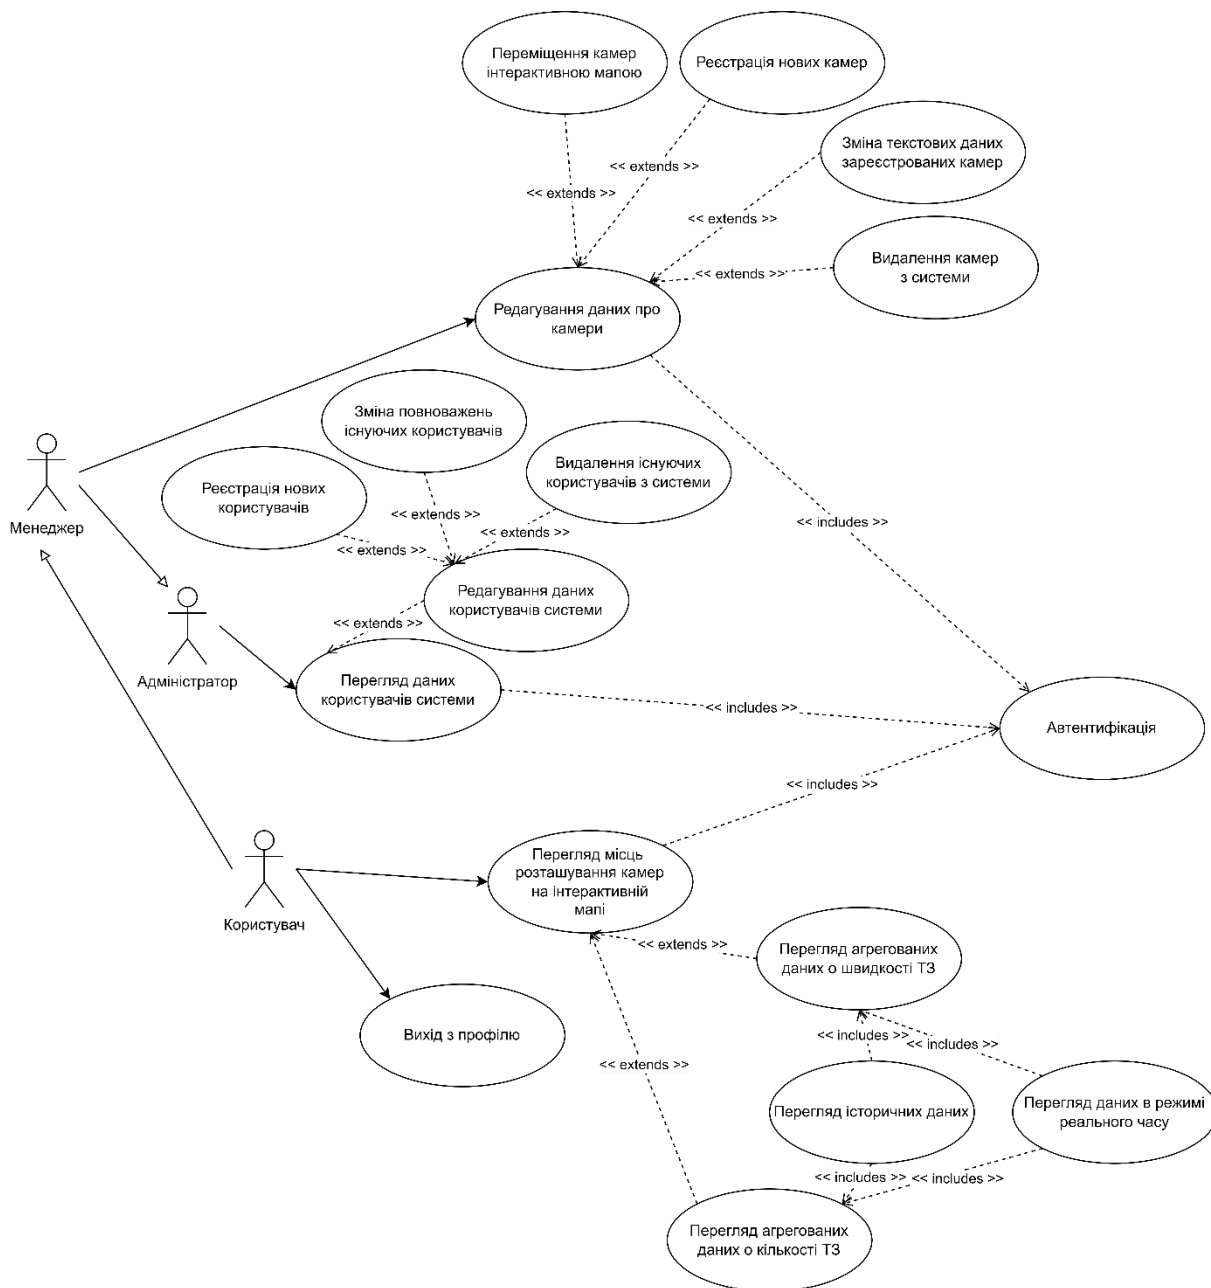 Переміщення камер
інтерактивною мапою
Реєстрація нових камер
Зміна текстових даних
зареєстрованих камер
<< extends >>
<< extends >>
<< extends >>
Видалення камер
з системи
<< extends >>
Редагування даних про
камери
Зміна повноважень
існуючих користувачів
Видалення існуючих
користувачів з системи
Реєстрація нових
користувачів
Менеджер
<< extends >>
<< extends >>
<< extends >>
<< includes >>
Редагування даних
користувачів системи
<< extends >>
Адміністратор
Перегляд даних
користувачів системи
<< includes >>
Автентифікація
<< includes >>
Перегляд місць
розташування камер
на інтерактивній
мапі
Користувач
<< extends >>
Перегляд агрегованих
даних о швидкості ТЗ
Вихід з профілю
<< includes >>
<< includes >>
<< extends >>
Перегляд історичних даних
Перегляд даних в режимі
реального часу
<< includes >>
<< includes >>
Перегляд агрегованих
даних о кількості ТЗ